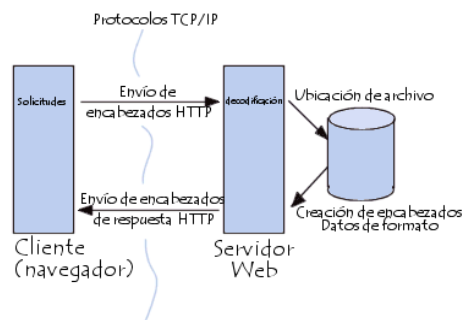 Protocolos TCP/IP
Solicitudes
Envío de
encabezados HTTP
decodificación
Ubicación de archivo
Envío de encabezados
de respuesta HTTP
Creación de encabezados
Datos de formato
Cliente
(navegador)
Servidor
Web